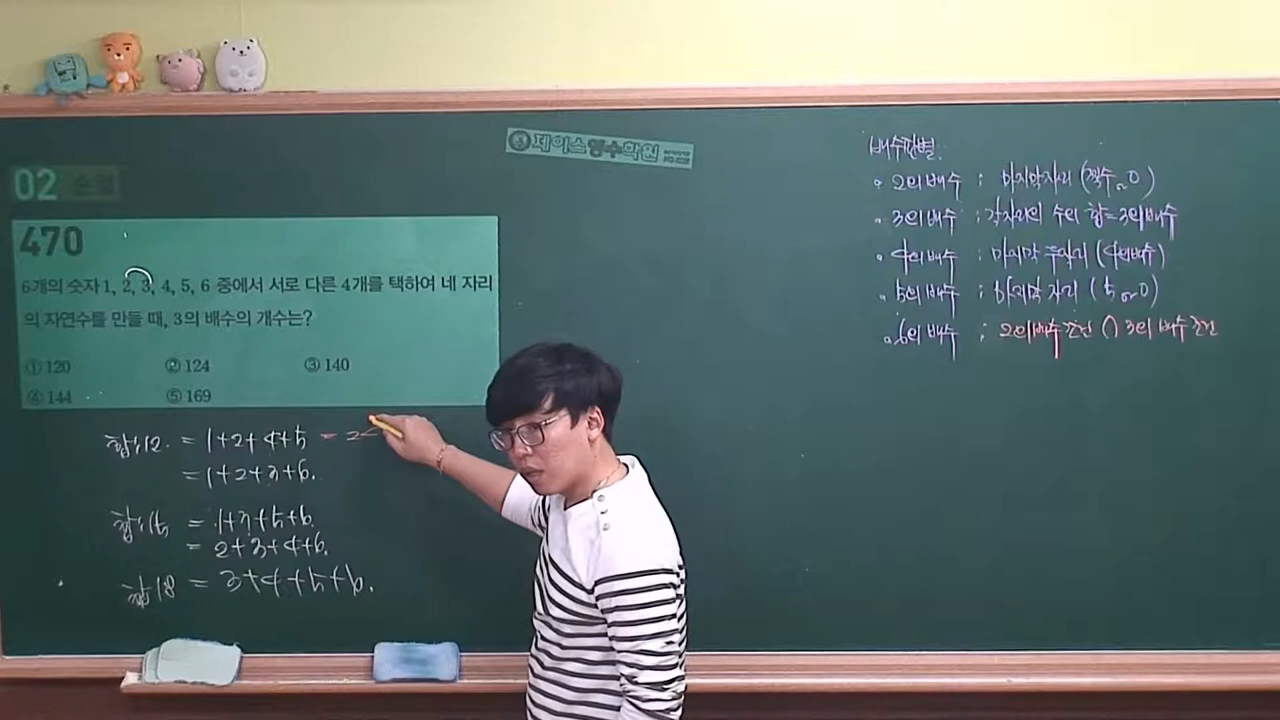 제이스영수학원
02 순열
470
6개의 숫자 1, 2, 3, 4, 5, 6 중에서 서로 다른 4개를 택하여 네 자리
의 자연수를 만들 때, 3의 배수의 개수는?
① 120 ② 124 ③ 140
④ 144 ⑤ 169
합:12. = 1+2+4+5 = 2
= 1+2+3+6.
합:15 = 1+3+5+6.
= 2+3+4+6.
합18 = 3+4+5+6.
배수판별.
2의배수 ; 마지막자리 (짝수 or 0)
3의배수 ; 각자리의 수의 합=3의배수
4의배수 ; 마지막 두자리 (4의배수)
5의배수 ; 마지막 자리 (5 or 0)
6의 배수 ; 2의배수 조건 ∩ 3의 배수 조건